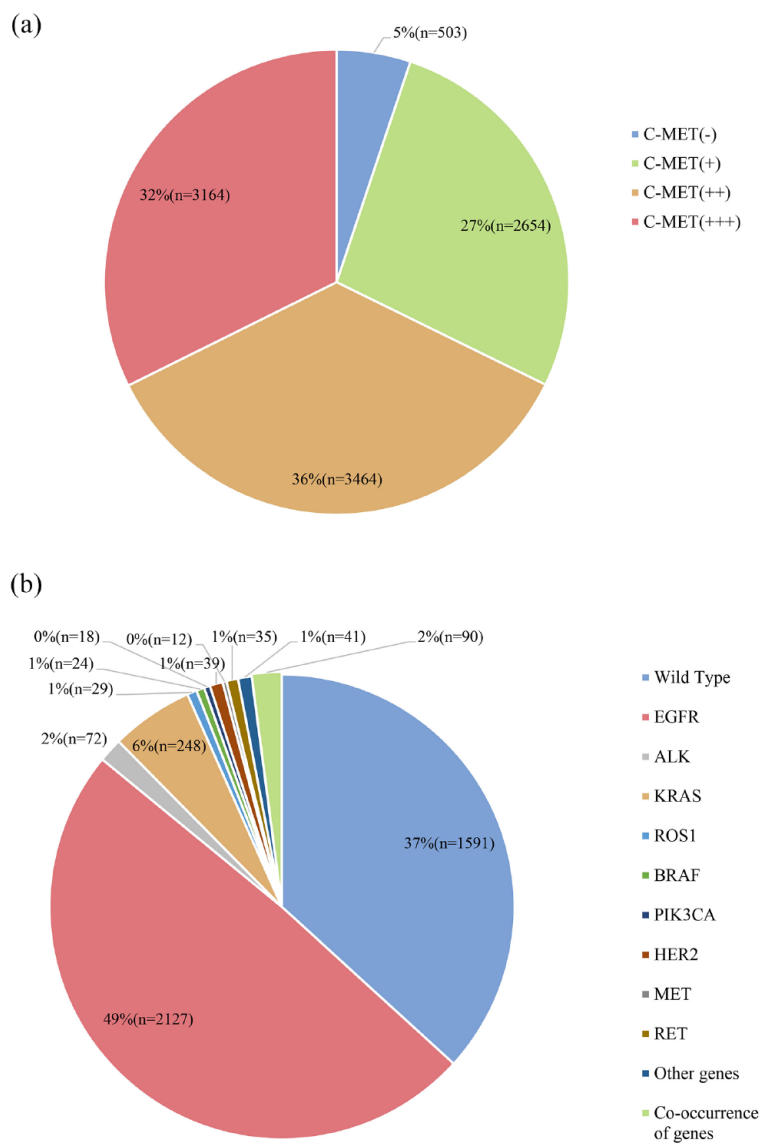 (a)
5%(n=503)
27%(n=2654)
36%(n=3464)
32%(n=3164)
C-MET(-)
C-MET(+)
C-MET(++)
C-MET(+++)
(b)
0%(n=18)
0%(n=12)
1%(n=35)
1%(n=41)
2%(n=90)
1%(n=24)
1%(n=39)
1%(n=29)
2%(n=72)
6%(n=248)
37%(n=1591)
49%(n=2127)
Wild Type
EGFR
ALK
KRAS
ROS1
BRAF
PIK3CA
HER2
MET
RET
Other genes
Co-occurrence
of genes